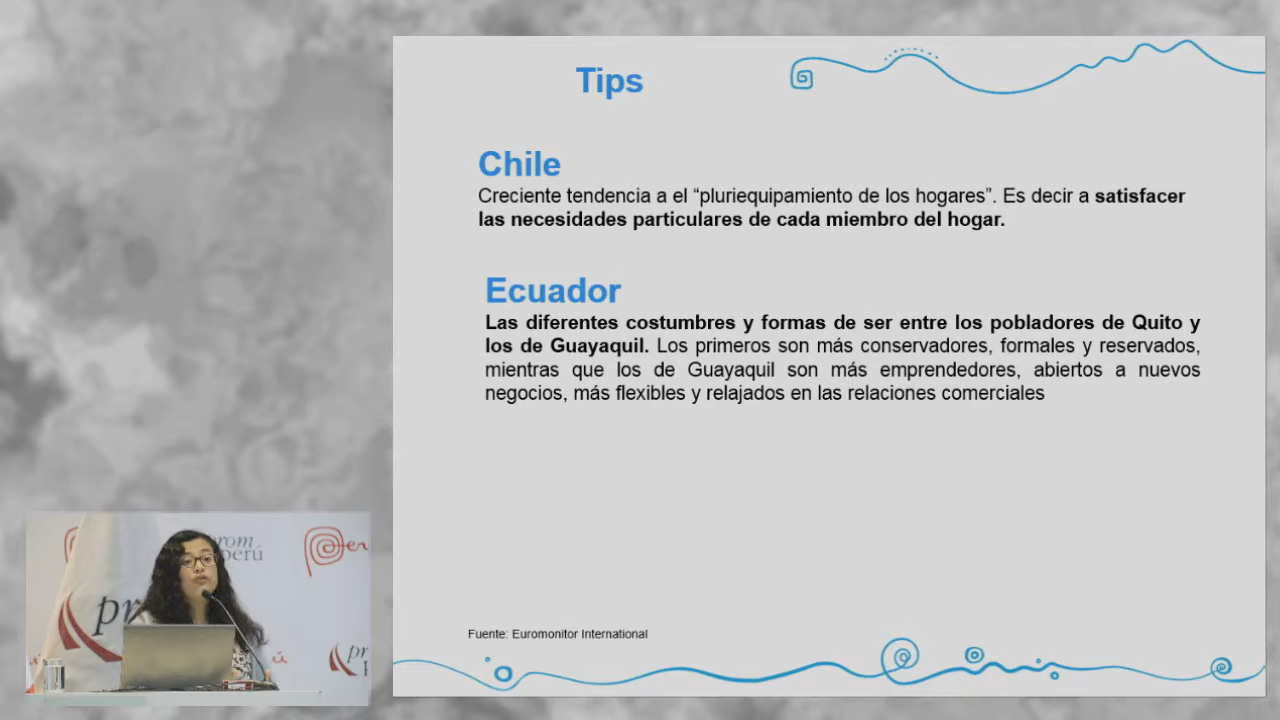 Tips
Chile
Creciente tendencia a el “pluriequipamiento de los hogares”. Es decir a satisfacer
las necesidades particulares de cada miembro del hogar.
Ecuador
Las diferentes costumbres y formas de ser entre los pobladores de Quito y
los de Guayaquil. Los primeros son más conservadores, formales y reservados,
mientras que los de Guayaquil son más emprendedores, abiertos a nuevos
negocios, más flexibles y relajados en las relaciones comerciales
Fuente: Euromonitor International
prom
perú